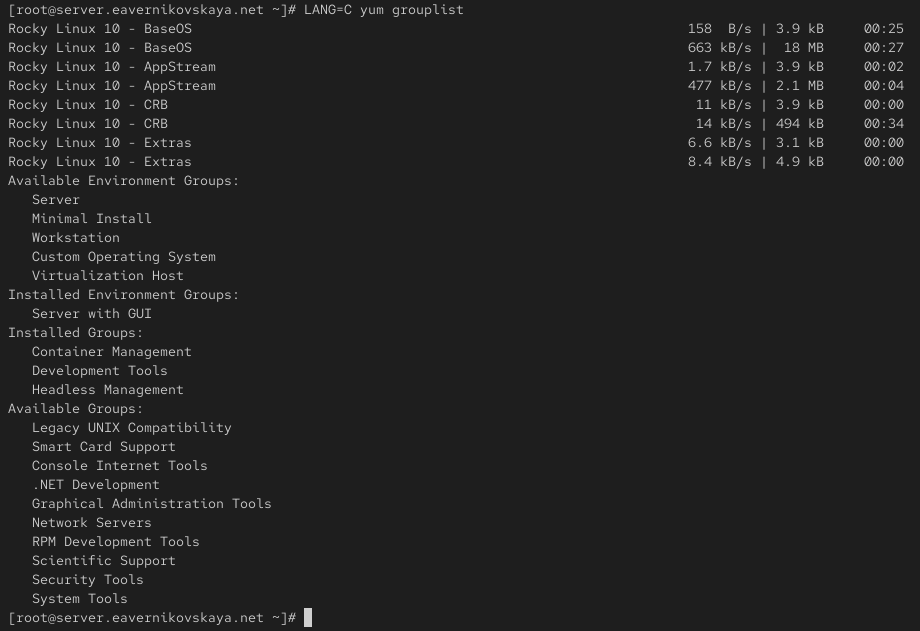 [root@server.eavernikovskaya.net ~]# LANG=C yum grouplist
Rocky Linux 10 - BaseOS                                                              158  B/s | 3.9 kB     00:25
Rocky Linux 10 - BaseOS                                                              663 kB/s |  18 MB     00:27
Rocky Linux 10 - AppStream                                                           1.7 kB/s | 3.9 kB     00:02
Rocky Linux 10 - AppStream                                                           477 kB/s | 2.1 MB     00:04
Rocky Linux 10 - CRB                                                                  11 kB/s | 3.9 kB     00:00
Rocky Linux 10 - CRB                                                                  14 kB/s | 494 kB     00:34
Rocky Linux 10 - Extras                                                              6.6 kB/s | 3.1 kB     00:00
Rocky Linux 10 - Extras                                                              8.4 kB/s | 4.9 kB     00:00
Available Environment Groups:
   Server
   Minimal Install
   Workstation
   Custom Operating System
   Virtualization Host
Installed Environment Groups:
   Server with GUI
Installed Groups:
   Container Management
   Development Tools
   Headless Management
Available Groups:
   Legacy UNIX Compatibility
   Smart Card Support
   Console Internet Tools
   .NET Development
   Graphical Administration Tools
   Network Servers
   RPM Development Tools
   Scientific Support
   Security Tools
   System Tools
[root@server.eavernikovskaya.net ~]#